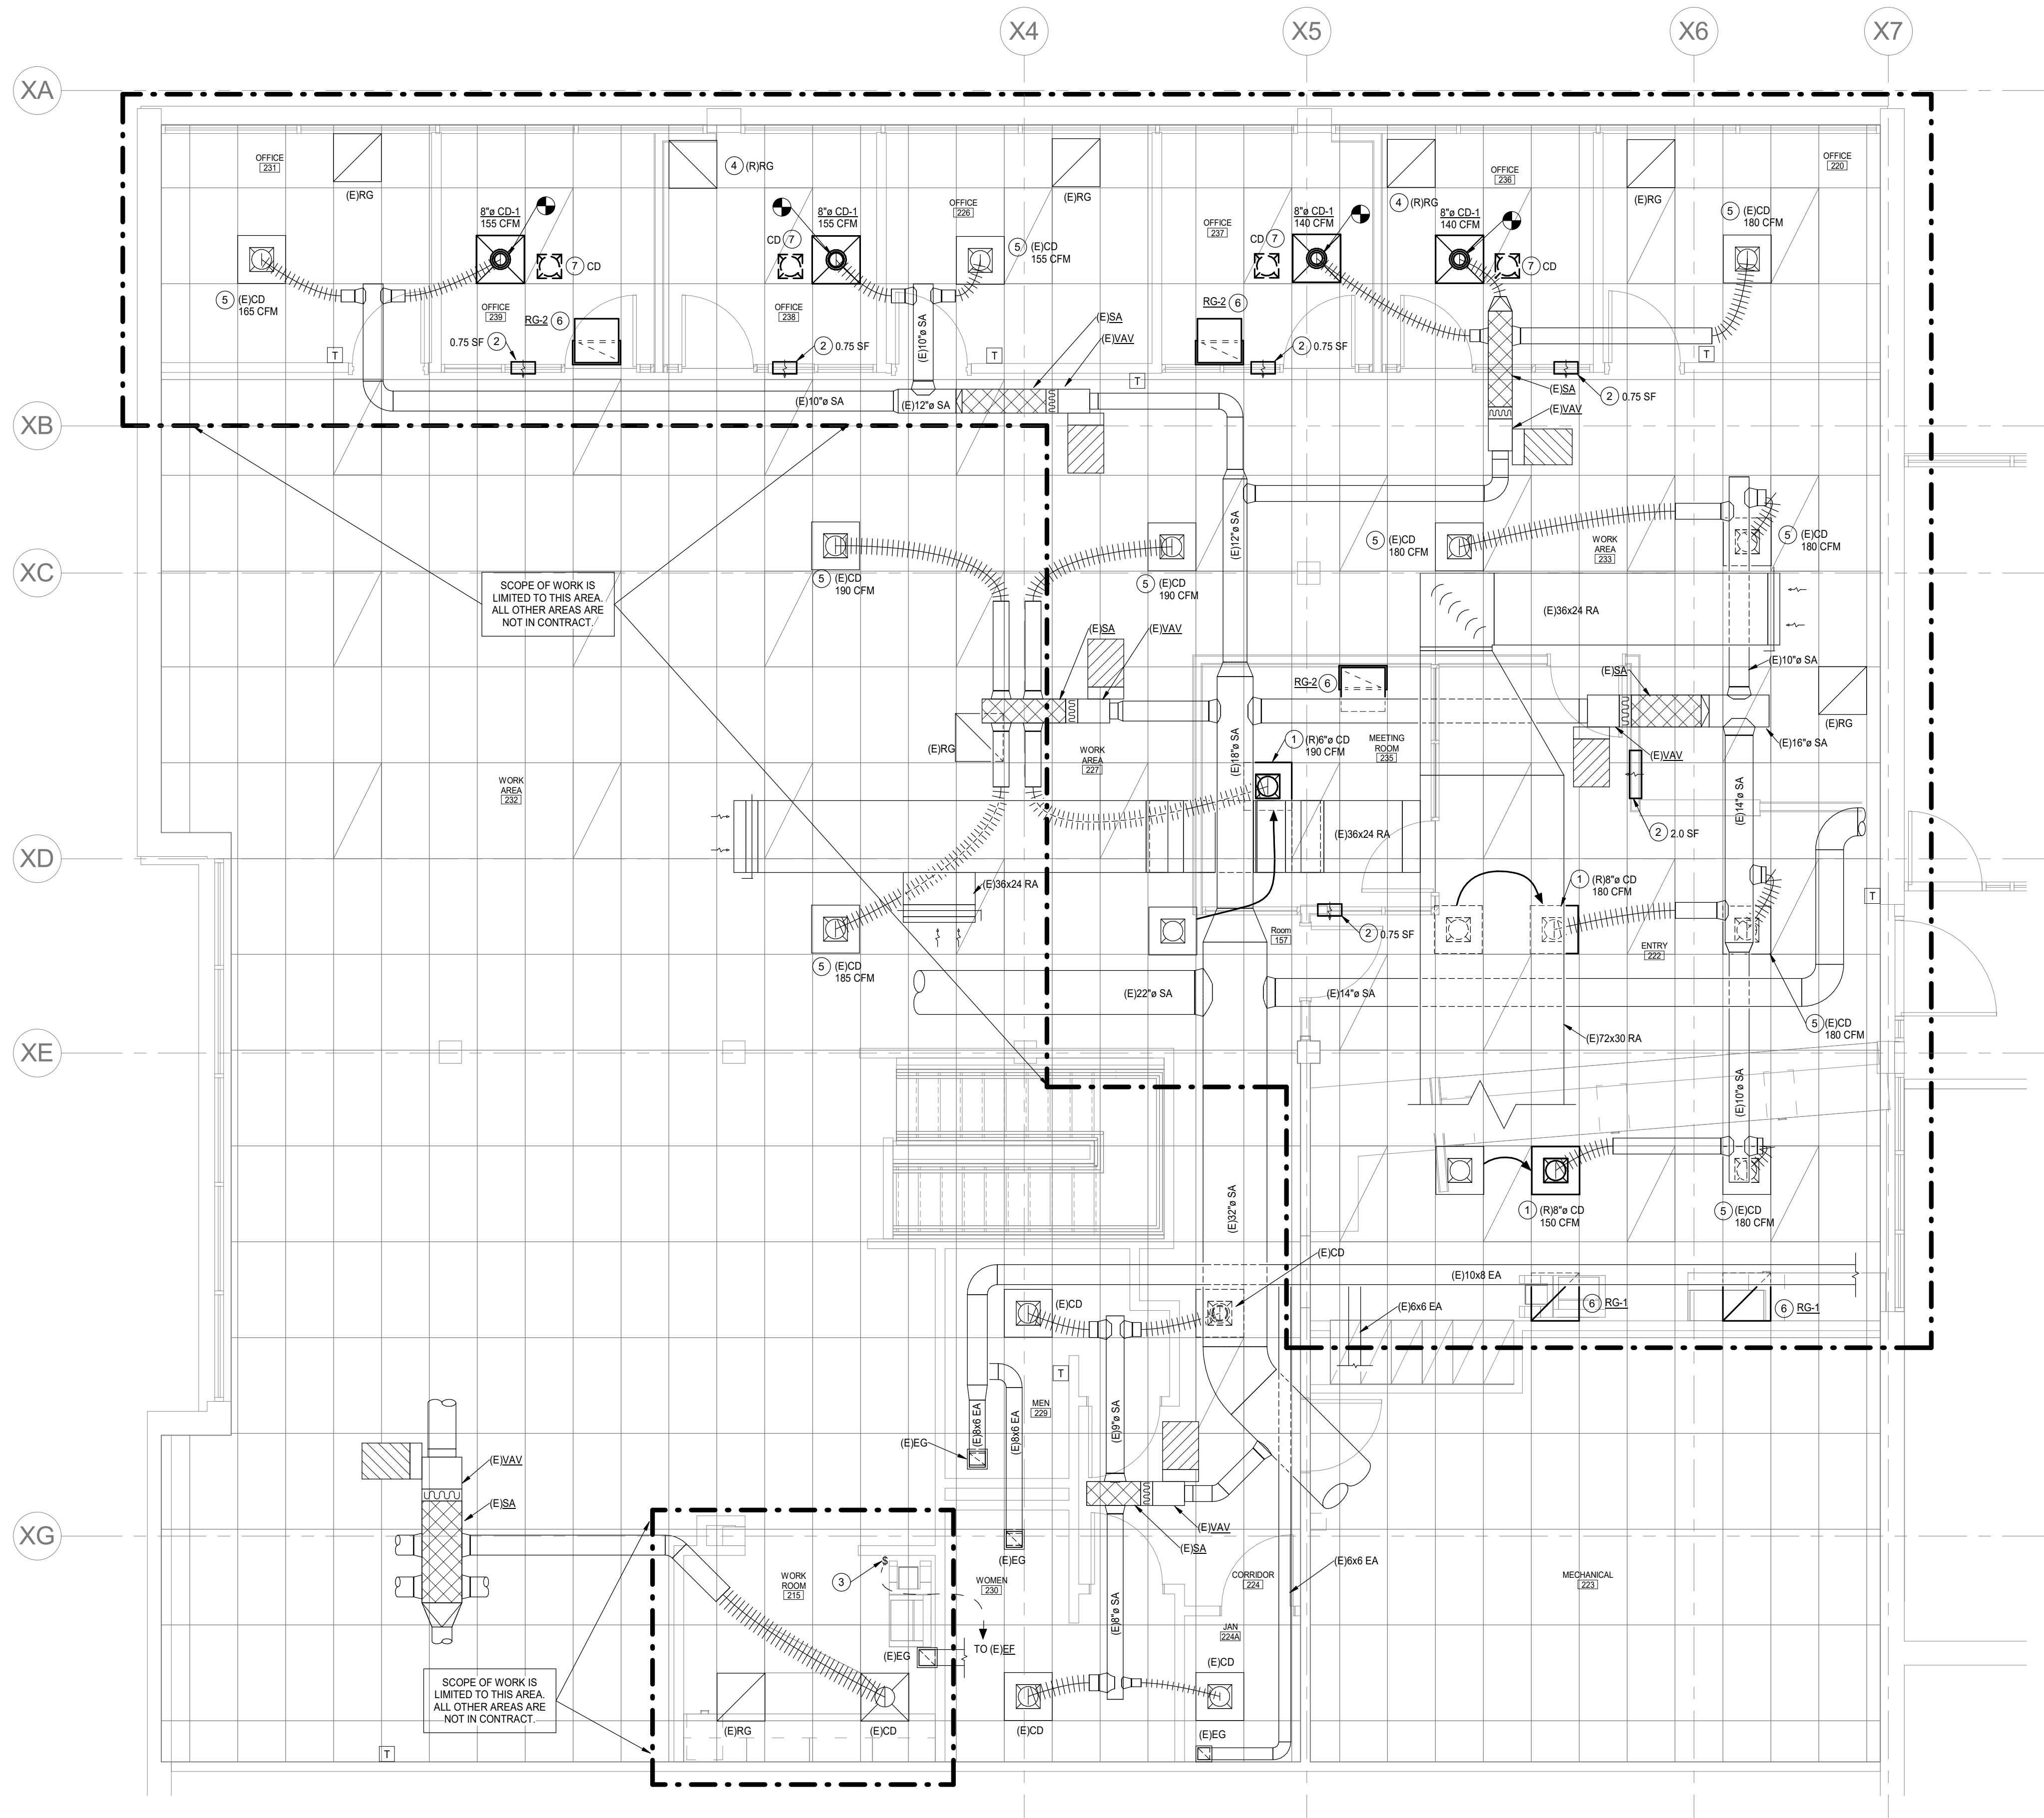 X4
X5
X6
X7
XA
XB
XC
XD
XE
XG
OFFICE
231
(E)RG
8"ø CD-1
155 CFM
7 CD
5 (E)CD
165 CFM
OFFICE
239
RG-2 6
0.75 SF 2
T
4 (R)RG
CD 7
8"ø CD-1
155 CFM
OFFICE
238
2 0.75 SF
(E)10"ø SA
OFFICE
226
5 (E)CD
155 CFM
T
(E)RG
(E)SA
(E)VAV
T
(E)10"ø SA
(E)12"ø SA
OFFICE
237
CD 7
8"ø CD-1
140 CFM
RG-2 6
2 0.75 SF
4 (R)RG
OFFICE
236
8"ø CD-1
140 CFM
7 CD
(E)SA
(E)VAV
2 0.75 SF
(E)RG
OFFICE
220
5 (E)CD
180 CFM
T
SCOPE OF WORK IS
LIMITED TO THIS AREA.
ALL OTHER AREAS ARE
NOT IN CONTRACT.
5 (E)CD
190 CFM
5 (E)CD
190 CFM
(E)12"ø SA
5 (E)CD
180 CFM
WORK
AREA
233
5 (E)CD
180 CFM
(E)36x24 RA
(E)SA
(E)VAV
(E)RG
WORK
AREA
227
WORK
AREA
232
(E)18"ø SA
RG-2 6
1 (R)6"ø CD
190 CFM
MEETING
ROOM
235
(E)SA
(E)10"ø SA
(E)RG
(E)16"ø SA
(E)VAV
(E)14"ø SA
2 2.0 SF
(E)36x24 RA
(E)36x24 RA
5 (E)CD
185 CFM
Room
157
2 0.75 SF
1 (R)8"ø CD
180 CFM
ENTRY
222
T
(E)22"ø SA
(E)14"ø SA
5 (E)CD
180 CFM
(E)72x30 RA
(E)10"ø SA
(E)32"ø SA
1 (R)8"ø CD
150 CFM
5 (E)CD
180 CFM
(E)CD
(E)10x8 EA
(E)CD
(E)6x6 EA
6 RG-1
6 RG-1
T
MEN
229
(E)8x6 EA
(E)8x6 EA
(E)9"ø SA
(E)EG
(E)VAV
(E)SA
(E)VAV
(E)SA
(E)EG
3
$
WORK
ROOM
215
WOMEN
230
(E)8"ø SA
CORRIDOR
224
(E)6x6 EA
MECHANICAL
223
JAN
224A
TO (E)EF
(E)EG
(E)CD
SCOPE OF WORK IS
LIMITED TO THIS AREA.
ALL OTHER AREAS ARE
NOT IN CONTRACT.
(E)RG
(E)CD
(E)CD
(E)EG
T